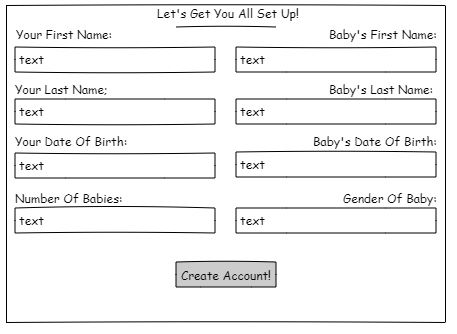 Let's Get You All Set Up!
Your First Name:
Baby's First Name:
text
text
Your Last Name;
Baby's Last Name:
text
text
Your Date Of Birth:
Baby's Date Of Birth:
text
text
Number Of Babies:
Gender Of Baby:
text
text
Create Account!